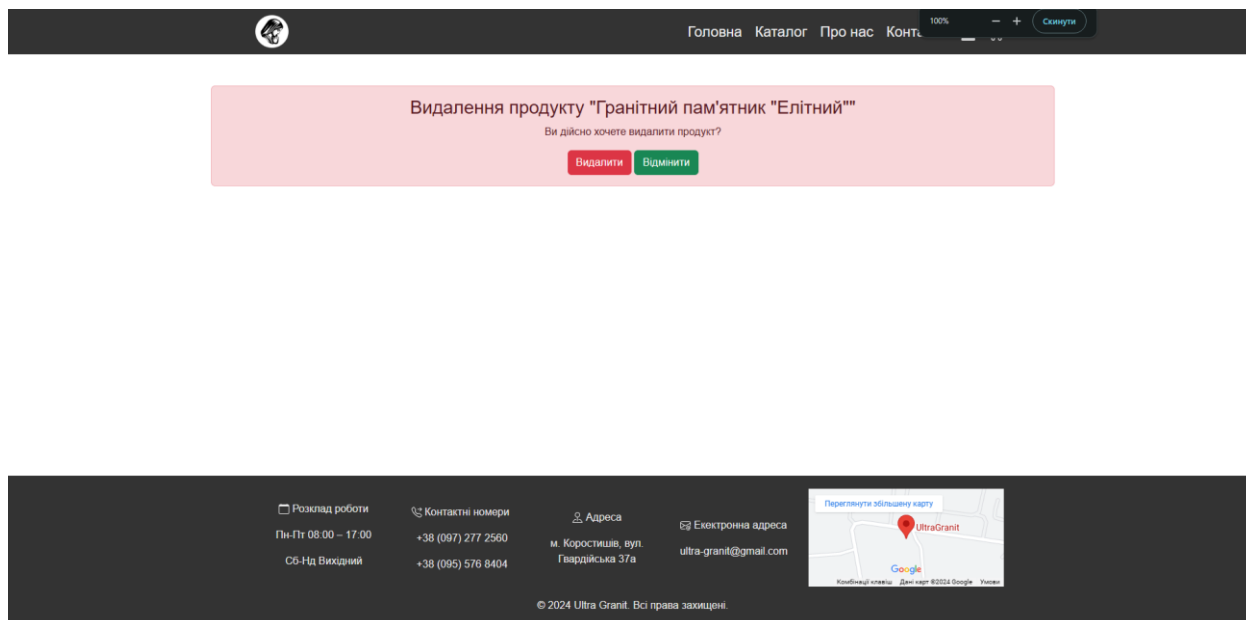 Головна Каталог Про нас
100% − + Скинути
Видалення продукту "Гранітний пам'ятник "Елітний""
Ви дійсно хочете видалити продукт?
Видалити Відмінити
Розклад роботи
Пн-Пт 08:00 – 17:00
Сб-Нд Вихідний
Контактні номери
+38 (097) 277 2560
+38 (095) 576 8404
Адреса
м. Коростишів, вул.
Гвардійська 37а
Електронна адреса
ultra-granit@gmail.com
Переглянути збільшену карту
UltraGranit
Google
Комбінації клавіш Дані карт ©2024 Google Умови
© 2024 Ultra Granit. Всі права захищені.